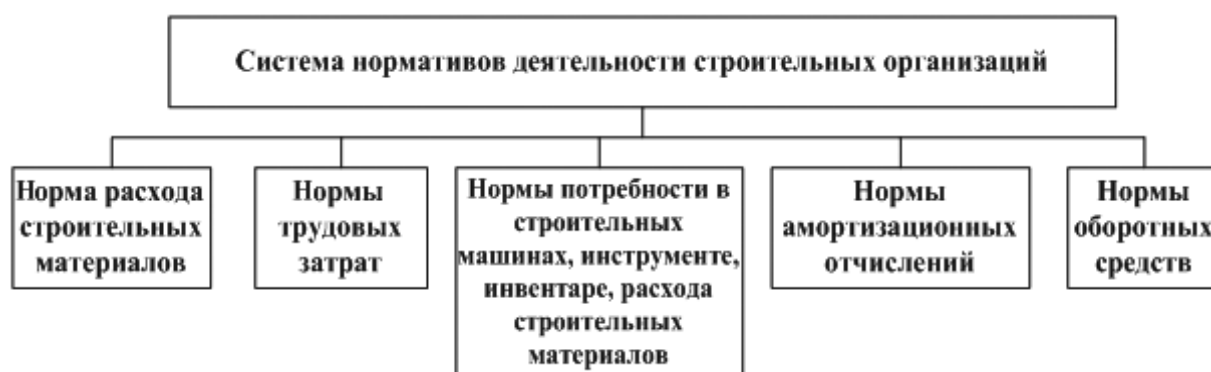 Система нормативов деятельности строительных организаций
Норма расхода
строительных
материалов
Нормы
трудовых
затрат
Нормы потребности в
строительных
машинах, инструменте,
инвентаре, расхода
строительных
материалов
Нормы
амортизационных
отчислений
Нормы
оборотных
средств